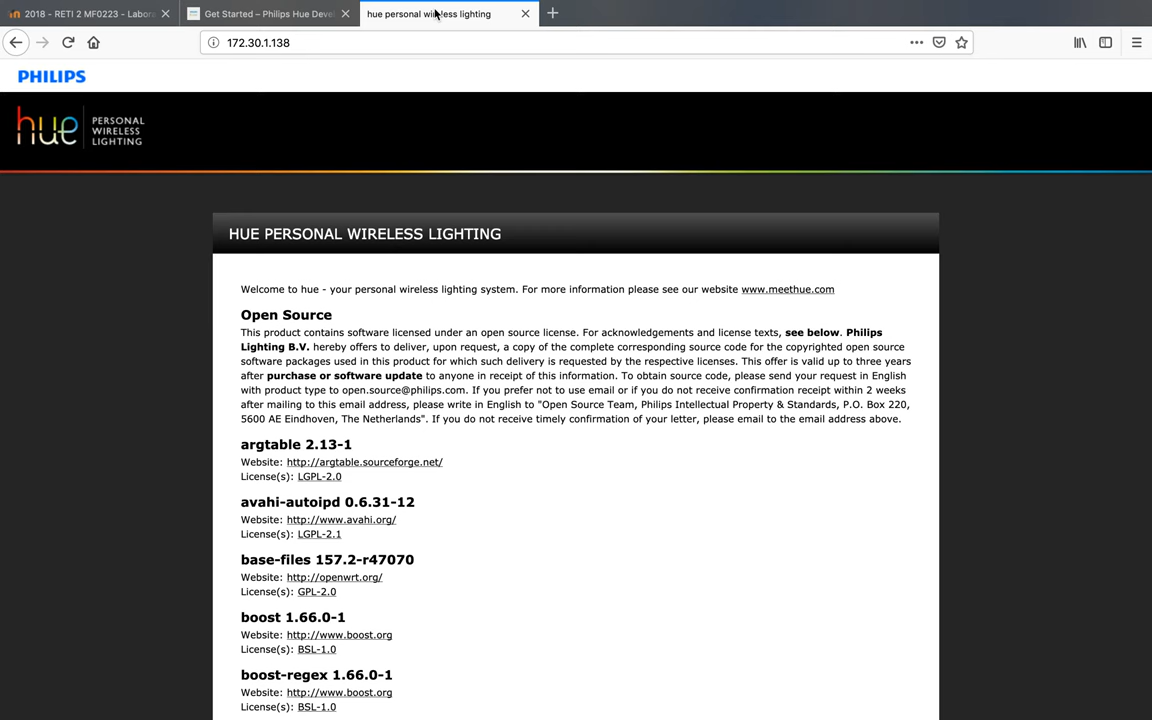 2018 - RETI 2 MF0223 - Labora
Get Started – Philips Hue Devel
hue personal wireless lighting
172.30.1.138
PHILIPS
hue PERSONAL
WIRELESS
LIGHTING
HUE PERSONAL WIRELESS LIGHTING
Welcome to hue - your personal wireless lighting system. For more information please see our website www.meethue.com
Open Source
This product contains software licensed under an open source license. For acknowledgements and license texts, see below. Philips
Lighting B.V. hereby offers to deliver, upon request, a copy of the complete corresponding source code for the copyrighted open source
software packages used in this product for which such delivery is requested by the respective licenses. This offer is valid up to three years
after purchase or software update to anyone in receipt of this information. To obtain source code, please send your request in English
with product type to open.source@philips.com. If you prefer not to use email or if you do not receive confirmation receipt within 2 weeks
after mailing to this email address, please write in English to "Open Source Team, Philips Intellectual Property & Standards, P.O. Box 220,
5600 AE Eindhoven, The Netherlands". If you do not receive timely confirmation of your letter, please email to the email address above.
argtable 2.13-1
Website: http://argtable.sourceforge.net/
License(s): LGPL-2.0
avahi-autoipd 0.6.31-12
Website: http://www.avahi.org/
License(s): LGPL-2.1
base-files 157.2-r47070
Website: http://openwrt.org/
License(s): GPL-2.0
boost 1.66.0-1
Website: http://www.boost.org
License(s): BSL-1.0
boost-regex 1.66.0-1
Website: http://www.boost.org
License(s): BSL-1.0